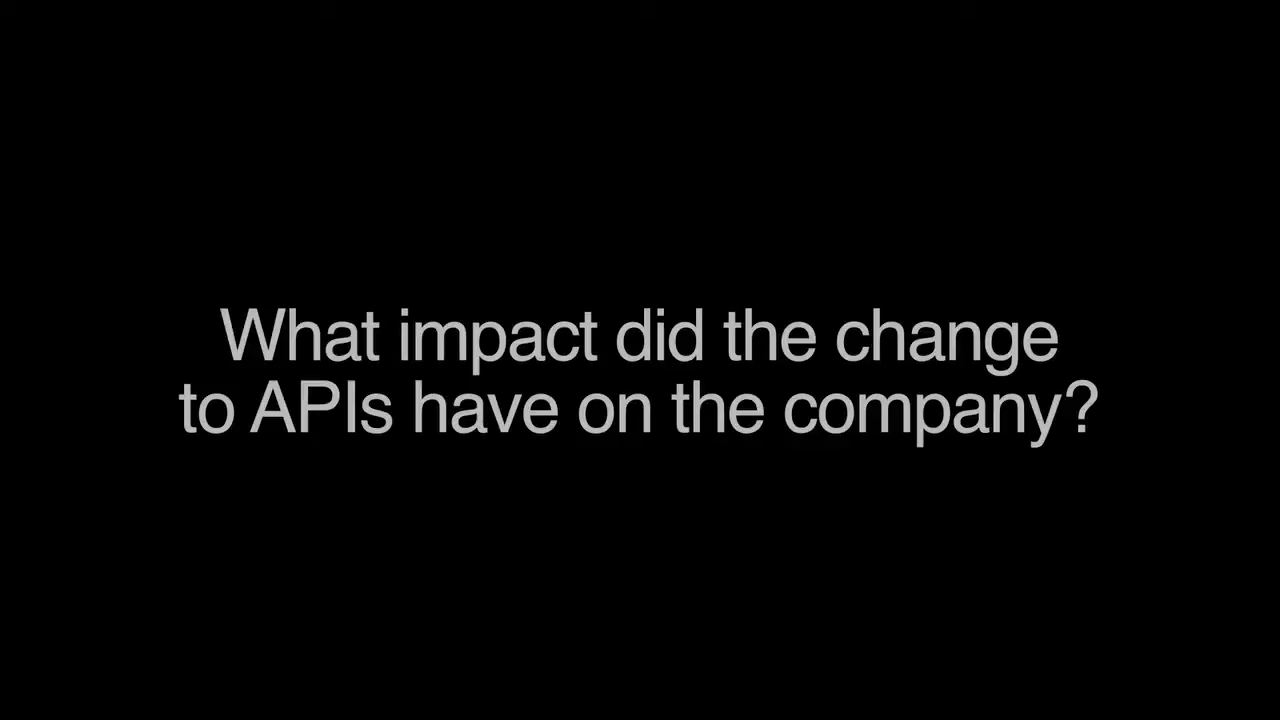 What impact did the change
to APIs have on the company?